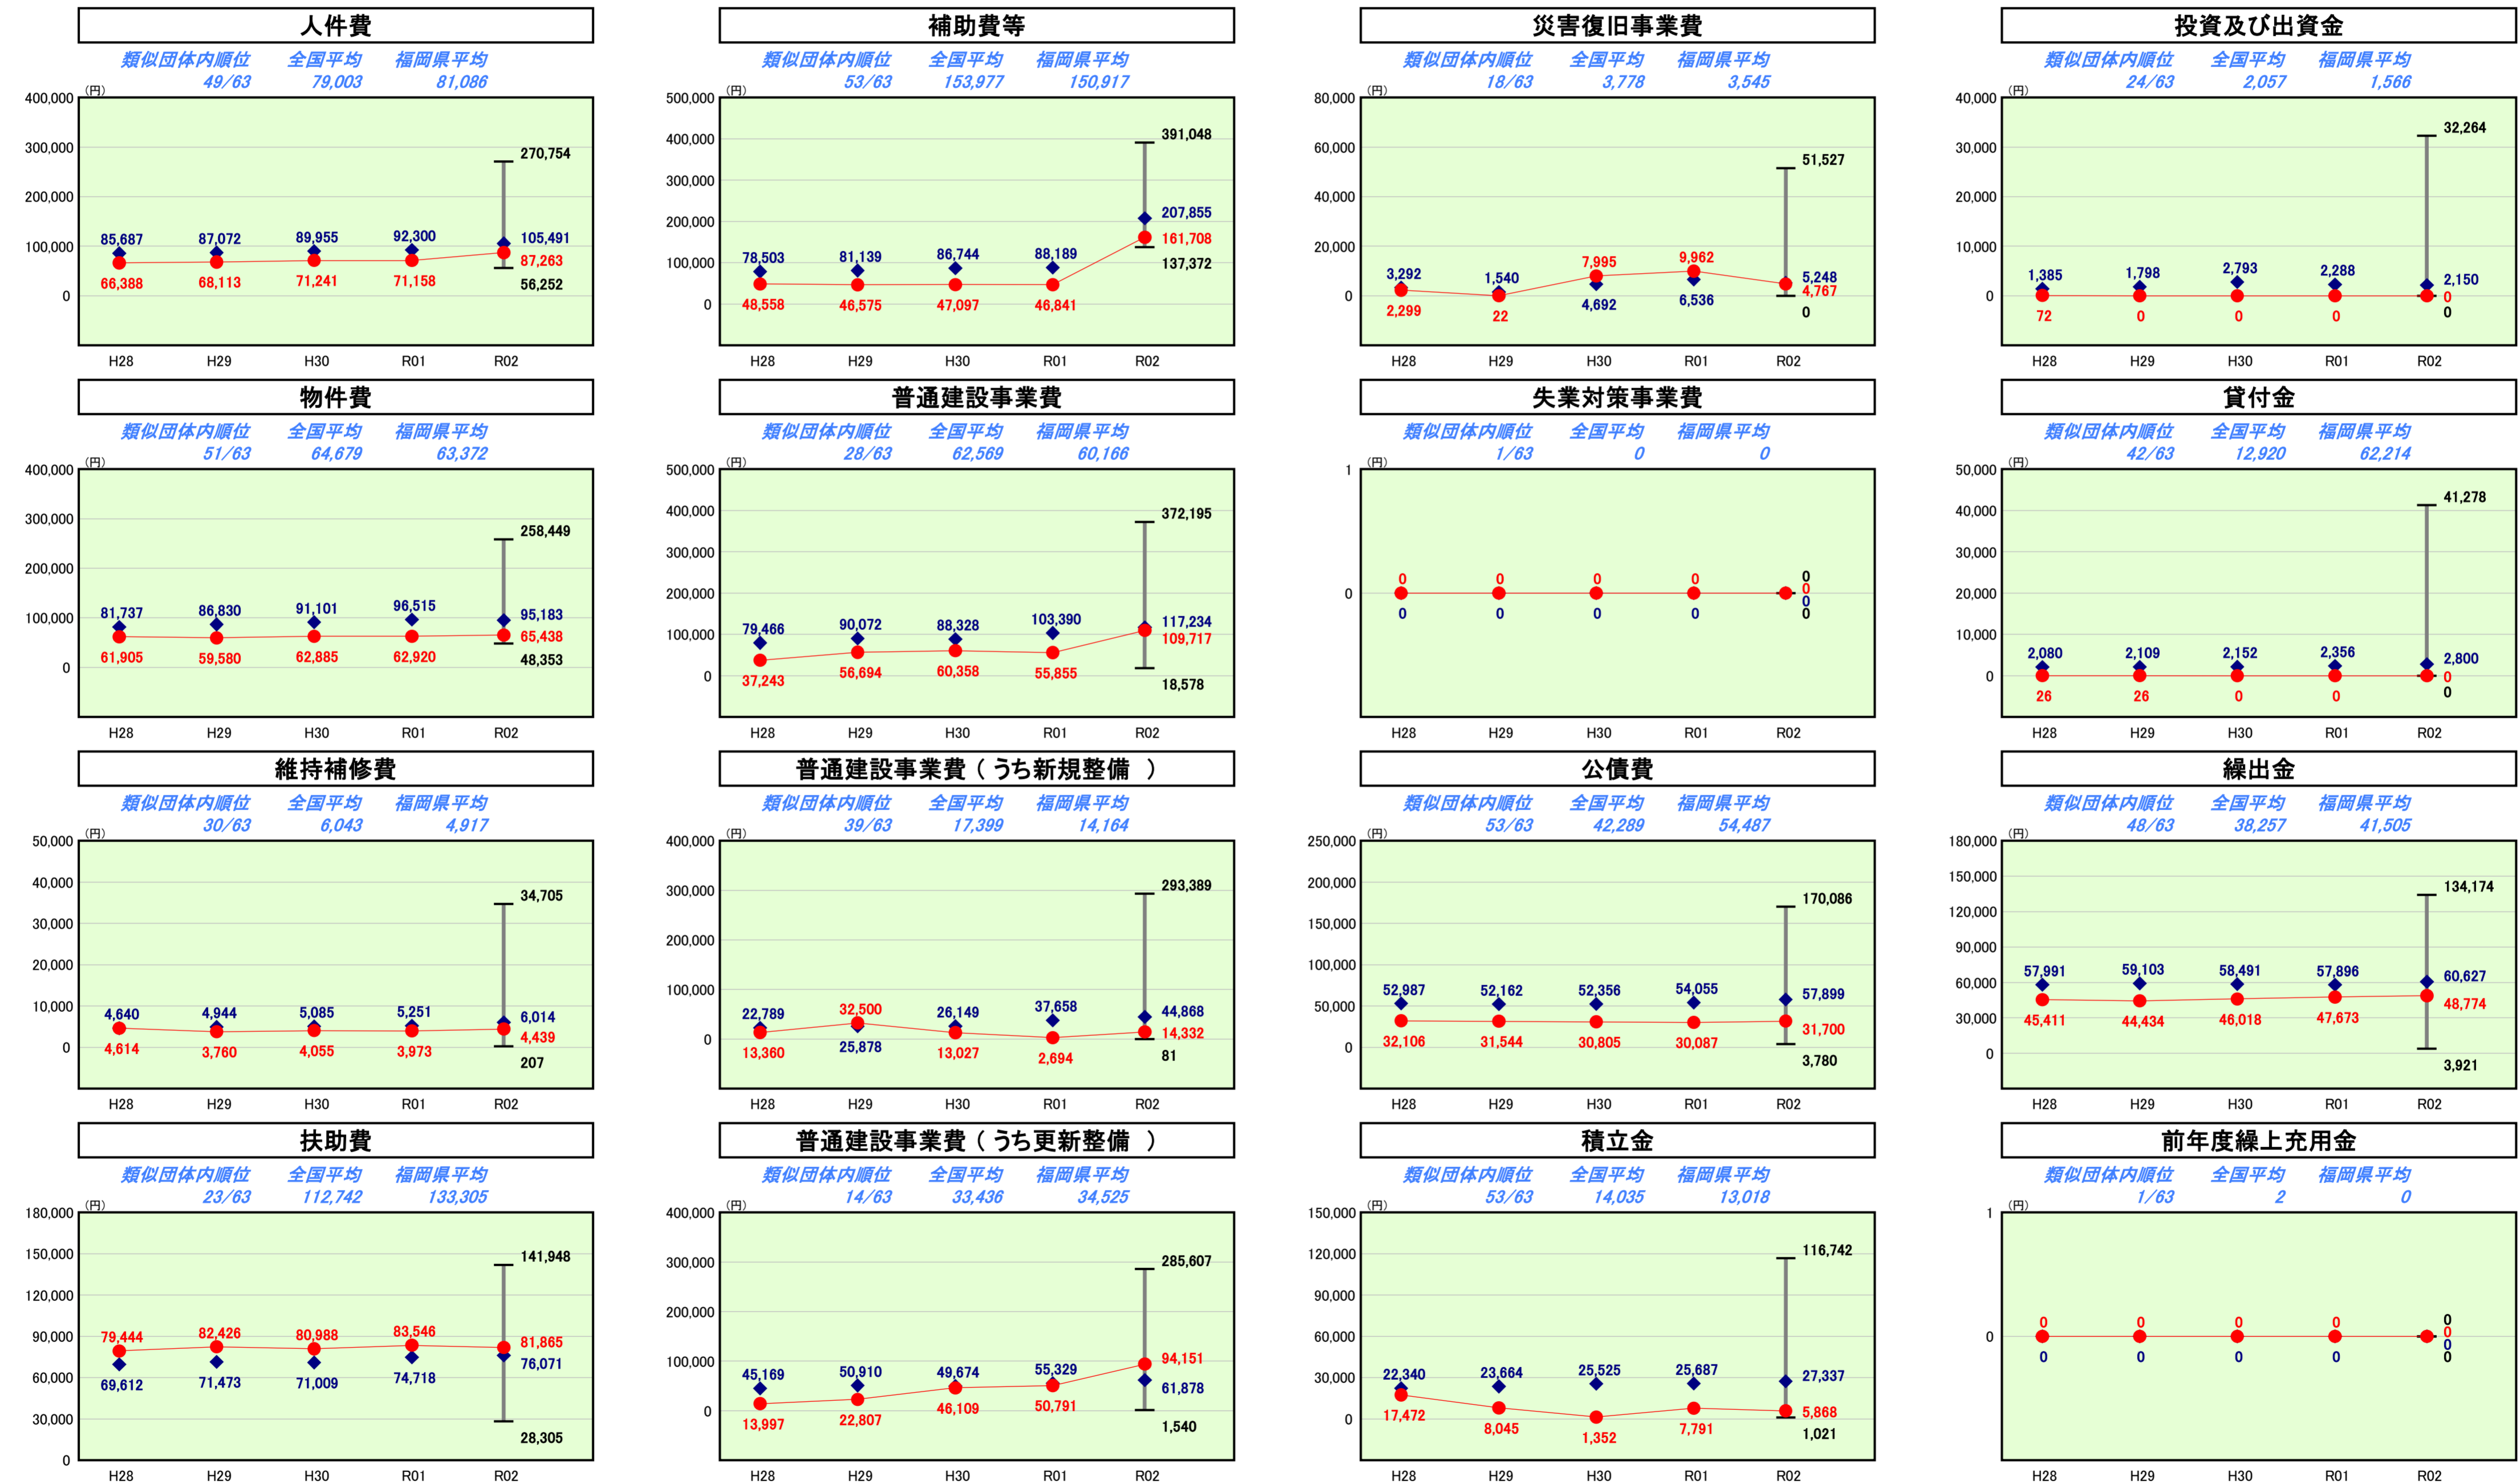 人件費
類似団体内順位 全国平均 福岡県平均
49/63 79,003 81,086
(円)
400,000
300,000
200,000
100,000
0
270,754
85,687 87,072 89,955 92,300 105,491
66,388 68,113 71,241 71,158 87,263
56,252
H28 H29 H30 R01 R02
補助費等
類似団体内順位 全国平均 福岡県平均
53/63 153,977 150,917
(円)
500,000
400,000
300,000
200,000
100,000
0
391,048
78,503 81,139 86,744 88,189 207,855
48,558 46,575 47,097 46,841 161,708
137,372
H28 H29 H30 R01 R02
災害復旧事業費
類似団体内順位 全国平均 福岡県平均
18/63 3,778 3,545
(円)
80,000
60,000
40,000
20,000
0
51,527
3,292 1,540 7,995 9,962 5,248
2,299 22 4,692 6,536 4,767
0
H28 H29 H30 R01 R02
投資及び出資金
類似団体内順位 全国平均 福岡県平均
24/63 2,057 1,566
(円)
40,000
30,000
20,000
10,000
0
32,264
1,385 1,798 2,793 2,288 2,150
72 0 0 0 0
0
H28 H29 H30 R01 R02
物件費
類似団体内順位 全国平均 福岡県平均
51/63 64,679 63,372
(円)
400,000
300,000
200,000
100,000
0
258,449
81,737 86,830 91,101 96,515 95,183
61,905 59,580 62,885 62,920 65,438
48,353
H28 H29 H30 R01 R02
普通建設事業費
類似団体内順位 全国平均 福岡県平均
28/63 62,569 60,166
(円)
500,000
400,000
300,000
200,000
100,000
0
372,195
79,466 90,072 88,328 103,390 117,234
37,243 56,694 60,358 55,855 109,717
18,578
H28 H29 H30 R01 R02
失業対策事業費
類似団体内順位 全国平均 福岡県平均
1/63 0 0
(円)
1
0
0 0 0 0 0
0
0 0 0 0 0
0
H28 H29 H30 R01 R02
貸付金
類似団体内順位 全国平均 福岡県平均
42/63 12,920 62,214
(円)
50,000
40,000
30,000
20,000
10,000
0
41,278
2,080 2,109 2,152 2,356 2,800
26 26 0 0 0
0
H28 H29 H30 R01 R02
維持補修費
類似団体内順位 全国平均 福岡県平均
30/63 6,043 4,917
(円)
50,000
40,000
30,000
20,000
10,000
0
34,705
4,640 4,944 5,085 5,251 6,014
4,614 3,760 4,055 3,973 4,439
207
H28 H29 H30 R01 R02
普通建設事業費(うち新規整備 )
類似団体内順位 全国平均 福岡県平均
39/63 17,399 14,164
(円)
400,000
300,000
200,000
100,000
0
293,389
22,789 32,500 26,149 37,658 44,868
13,360 25,878 13,027 2,694 14,332
81
H28 H29 H30 R01 R02
公債費
類似団体内順位 全国平均 福岡県平均
53/63 42,289 54,487
(円)
250,000
200,000
150,000
100,000
50,000
0
170,086
52,987 52,162 52,356 54,055 57,899
32,106 31,544 30,805 30,087 31,700
3,780
H28 H29 H30 R01 R02
繰出金
類似団体内順位 全国平均 福岡県平均
48/63 38,257 41,505
(円)
180,000
150,000
120,000
90,000
60,000
30,000
0
134,174
57,991 59,103 58,491 57,896 60,627
45,411 44,434 46,018 47,673 48,774
3,921
H28 H29 H30 R01 R02
扶助費
類似団体内順位 全国平均 福岡県平均
23/63 112,742 133,305
(円)
180,000
150,000
120,000
90,000
60,000
30,000
0
141,948
79,444 82,426 80,988 83,546 81,865
69,612 71,473 71,009 74,718 76,071
28,305
H28 H29 H30 R01 R02
普通建設事業費(うち更新整備 )
類似団体内順位 全国平均 福岡県平均
14/63 33,436 34,525
(円)
400,000
300,000
200,000
100,000
0
285,607
45,169 50,910 49,674 55,329 94,151
13,997 22,807 46,109 50,791 61,878
1,540
H28 H29 H30 R01 R02
積立金
類似団体内順位 全国平均 福岡県平均
53/63 14,035 13,018
(円)
150,000
120,000
90,000
60,000
30,000
0
116,742
22,340 23,664 25,525 25,687 27,337
17,472 8,045 1,352 7,791 5,868
1,021
H28 H29 H30 R01 R02
前年度繰上充用金
類似団体内順位 全国平均 福岡県平均
1/63 2 0
(円)
1
0
0 0 0 0 0
0
0 0 0 0 0
0
H28 H29 H30 R01 R02